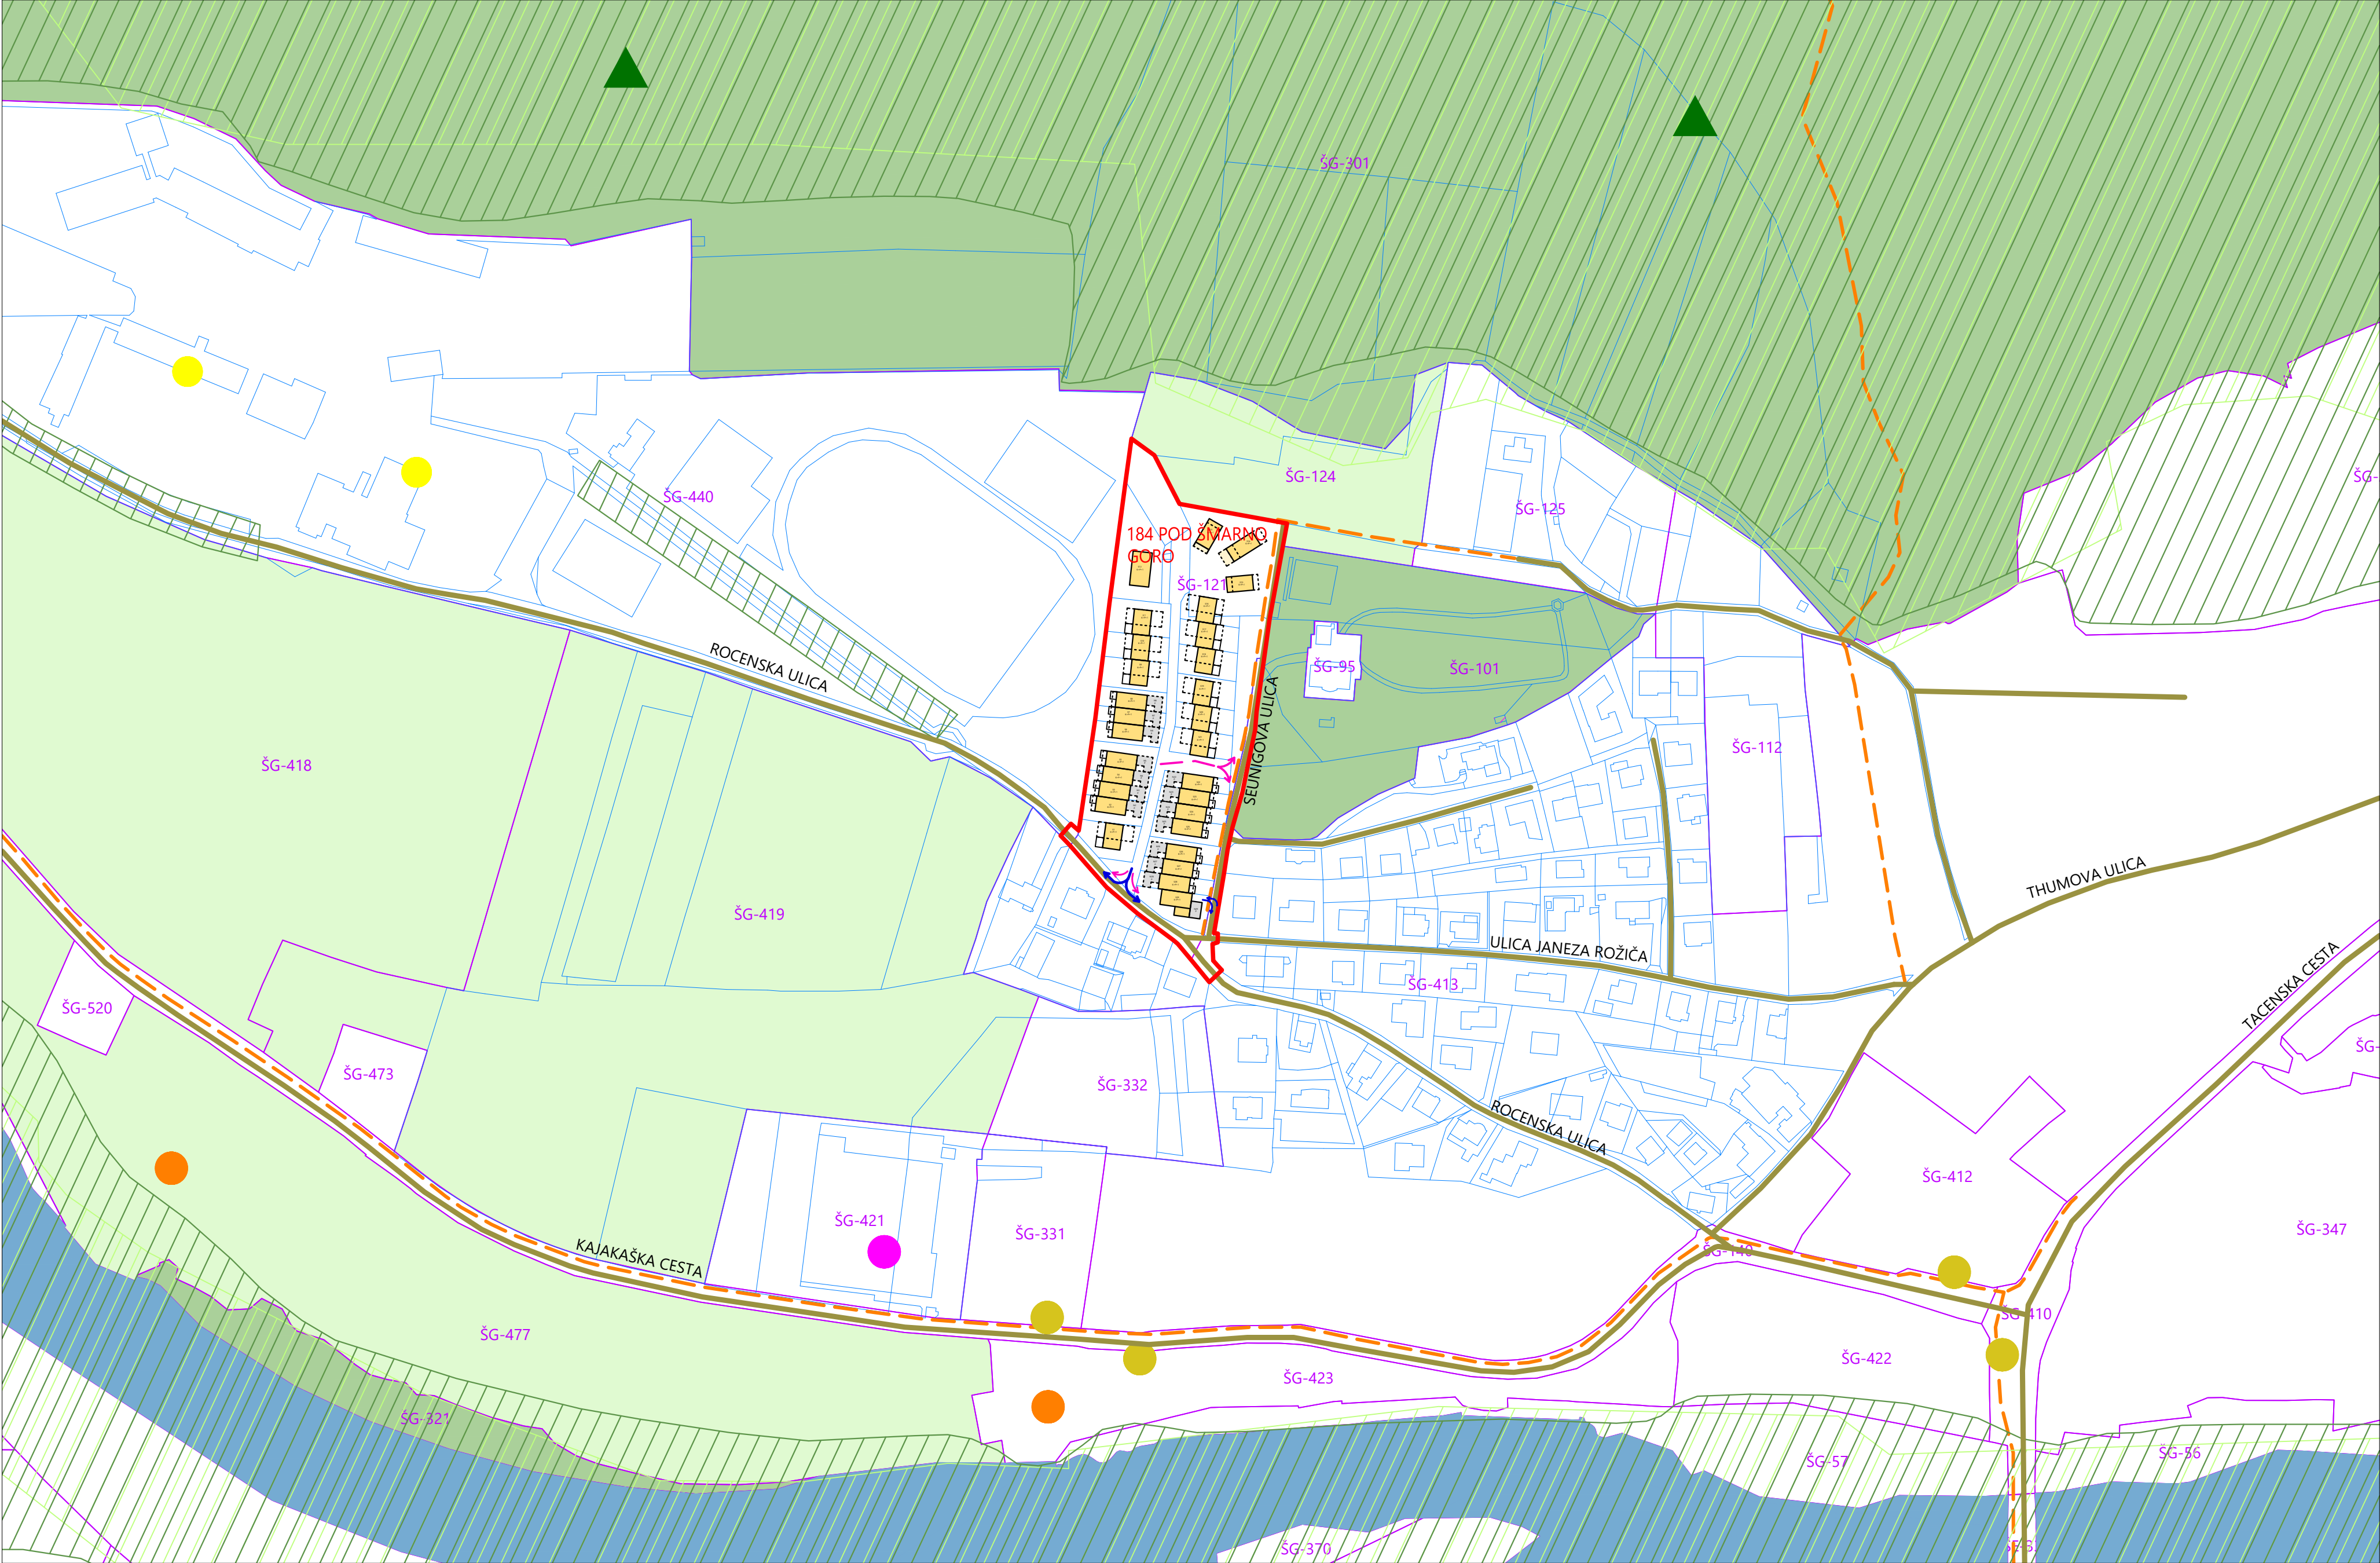 ŠG-301
ŠG-124
ŠG-440
ŠG-125
184 POD ŠMARNO
GORO
ŠG-121
ROCENSKA ULICA
ŠG-95
ŠG-101
SEUNIGOVA ULICA
ŠG-112
ŠG-418
THUMOVA ULICA
ŠG-419
ULICA JANEZA ROŽIČA
TACENSKA CESTA
ŠG-413
ŠG-520
ŠG-473
ŠG-332
ROCENSKA ULICA
ŠG-412
ŠG-421
ŠG-331
ŠG-347
KAJAKAŠKA CESTA
ŠG-140
ŠG-410
ŠG-477
ŠG-422
ŠG-423
ŠG-321
ŠG-57
ŠG-56
ŠG-370